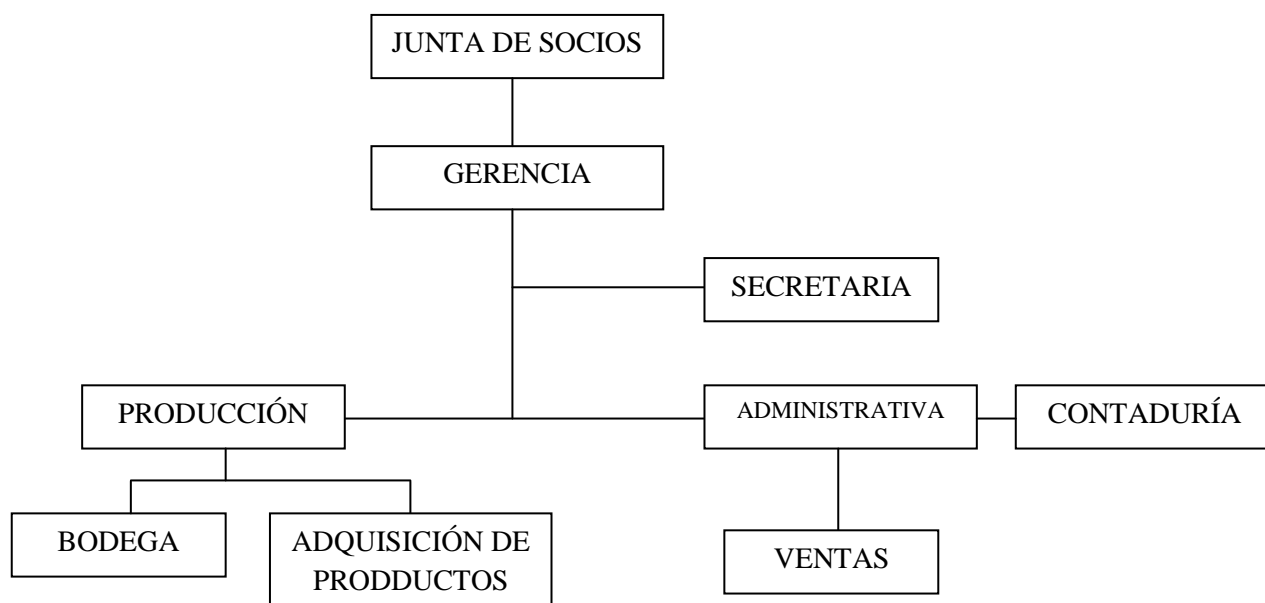 JUNTA DE SOCIOS
GERENCIA
SECRETARIA
PRODUCCIÓN
ADMINISTRATIVA
CONTADURÍA
BODEGA
ADQUISICIÓN DE
PRODDUCTOS
VENTAS